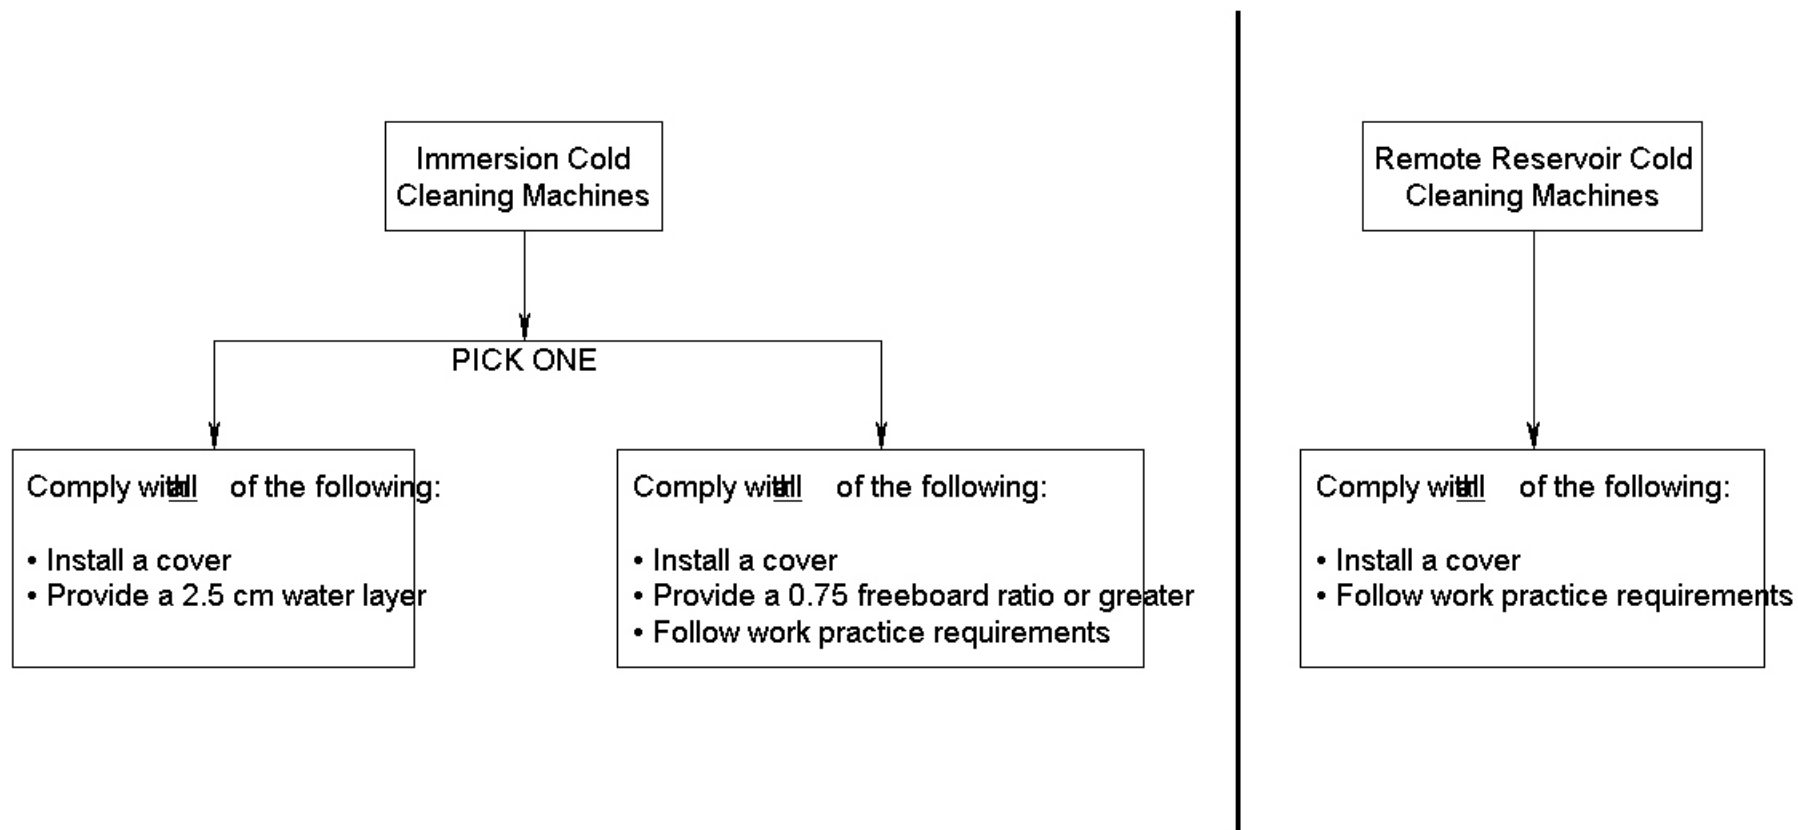 Immersion Cold
Cleaning Machines
PICK ONE
Comply with all of the following:
• Install a cover
• Provide a 2.5 cm water layer
Comply with all of the following:
• Install a cover
• Provide a 0.75 freeboard ratio or greater
• Follow work practice requirements
Remote Reservoir Cold
Cleaning Machines
Comply with all of the following:
• Install a cover
• Follow work practice requirements